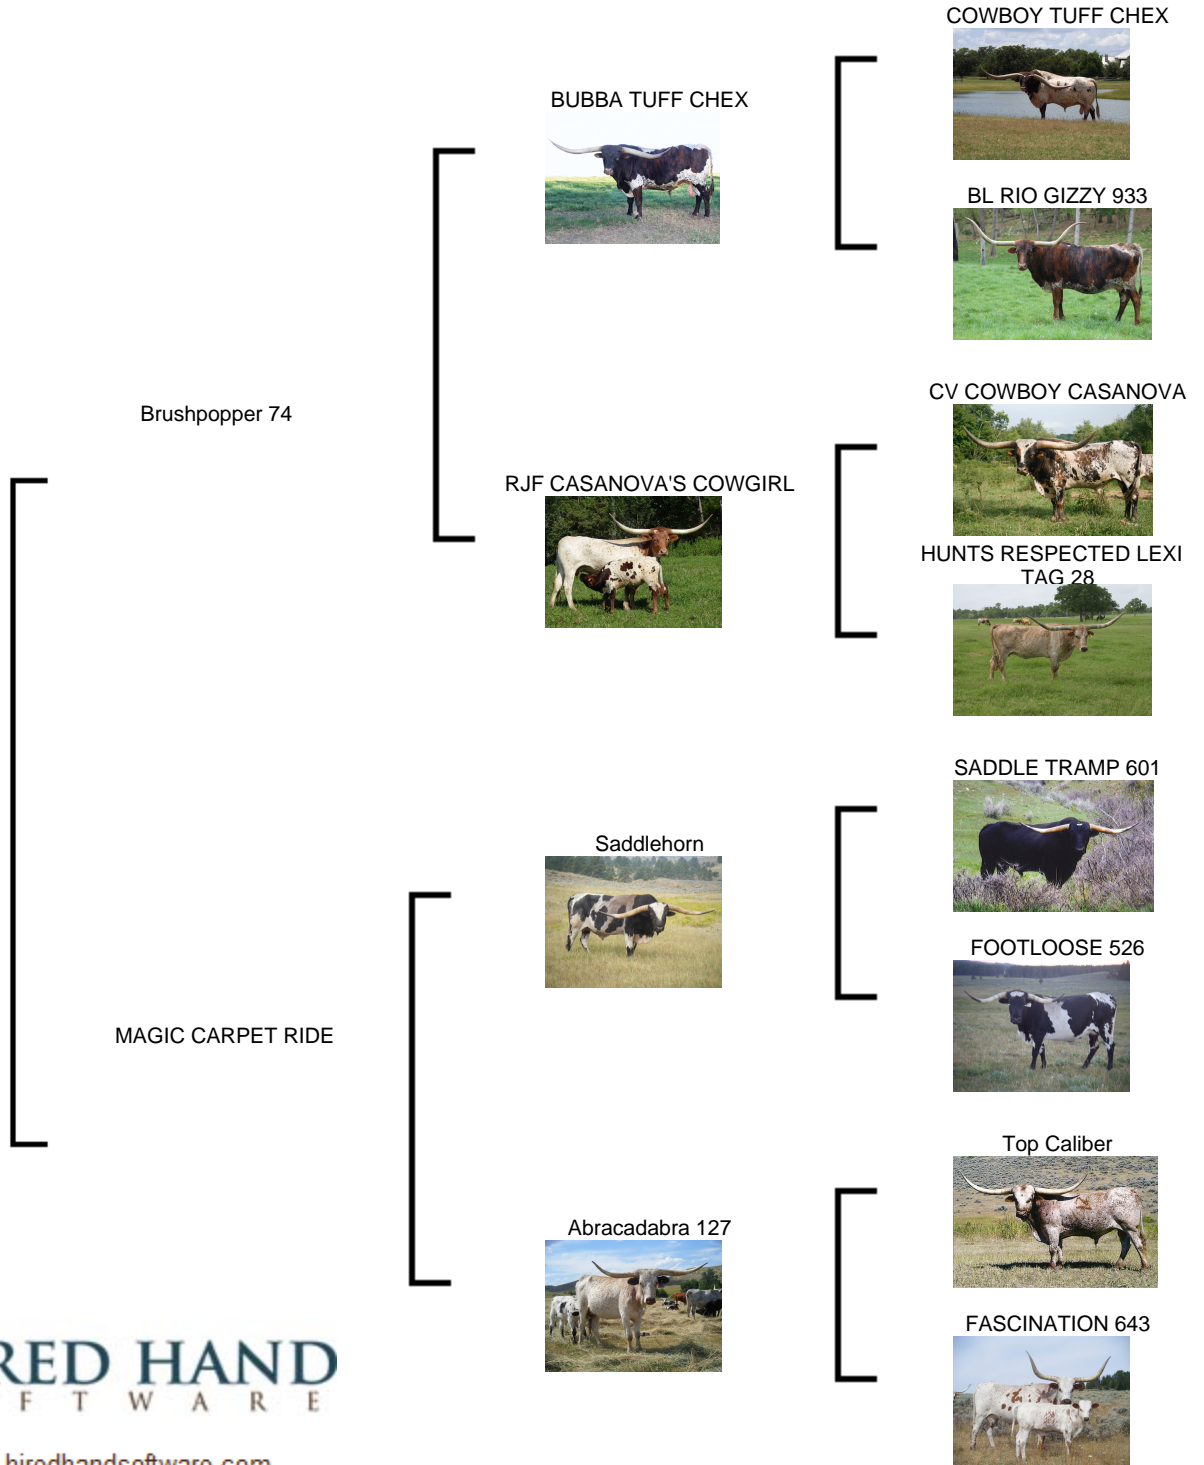 COWBOY TUFF CHEX
BUBBA TUFF CHEX
BL RIO GIZZY 933
Brushpopper 74
CV COWBOY CASANOVA
RJF CASANOVA'S COWGIRL
HUNTS RESPECTED LEXI
TAG 28
SADDLE TRAMP 601
Saddlehorn
FOOTLOOSE 526
MAGIC CARPET RIDE
Top Caliber
Abracadabra 127
FASCINATION 643
RED HAND
F T W A R E
hiredhandsoftware.com